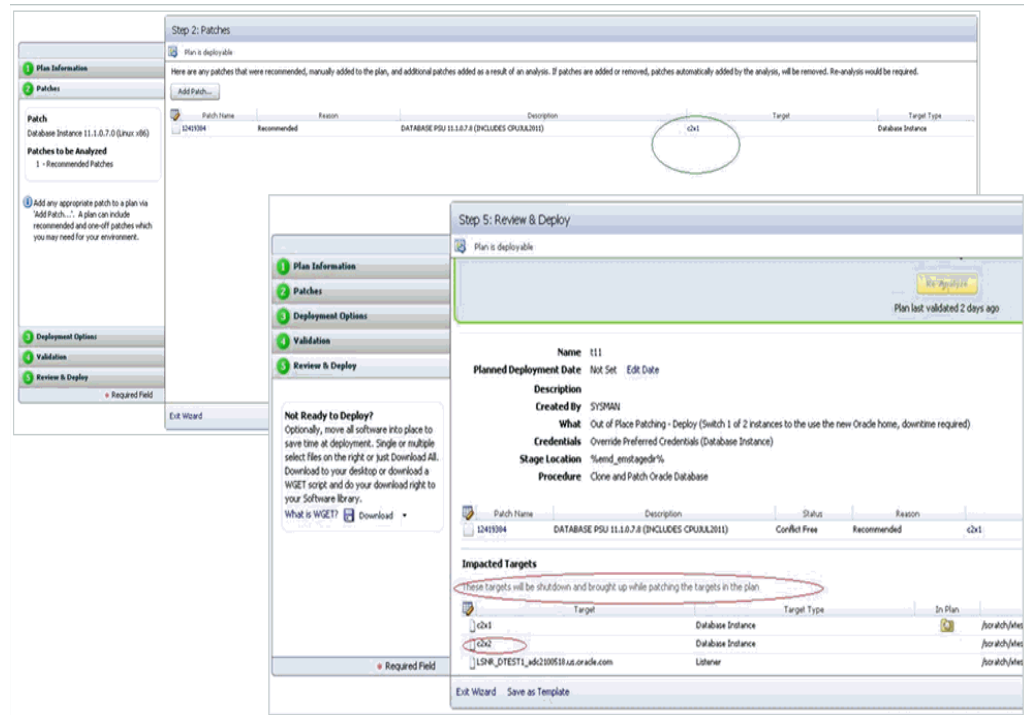 Step 2: Patches
Plan is deployable
1 Plan Information
2 Patches
Patch
Database Instance 11.1.0.7.0 (Linux x86)
Patches to be Analyzed
1 - Recommended Patches
Add any appropriate patch to a plan via
'Add Patch...'. A plan can include
recommended and one-off patches which
you may need for your environment.
3 Deployment Options
4 Validation
5 Review & Deploy
Required Field
Here are any patches that were recommended, manually added to the plan, and additional patches added as a result of an analysis. If patches are added or removed, patches automatically added by the analysis, will be removed. Re-analysis would be required.
Add Patch...
Patch Name Reason Description Target Target Type
12419384 Recommended DATABASE PSU 11.1.0.7.8 (INCLUDES CPUJUL2011) c2x1 Database Instance
Exit Wizard
Step 5: Review & Deploy
Plan is deployable
1 Plan Information
2 Patches
3 Deployment Options
4 Validation
5 Review & Deploy
Not Ready to Deploy?
Optionally, move all software into place to
save time at deployment. Single or multiple
select files on the right or just Download All.
Download to your desktop or download a
WGET script and do your download right to
your Software library.
What is WGET? Download
Required Field
Re-Analyze
Plan last validated 2 days ago
Name t11
Planned Deployment Date Not Set Edit Date
Description
Created By SYSMAN
What Out of Place Patching - Deploy (Switch 1 of 2 instances to the use the new Oracle home, downtime required)
Credentials Override Preferred Credentials (Database Instance)
Stage Location %emd_emstagedir%
Procedure Clone and Patch Oracle Database
Patch Name Description Status Reason
12419384 DATABASE PSU 11.1.0.7.8 (INCLUDES CPUJUL2011) Conflict Free Recommended c2x1
Impacted Targets
These targets will be shutdown and brought up while patching the targets in the plan
Target Target Type In Plan
c2x1 Database Instance
c2x2 Database Instance
LSNR_DTEST1_adc2100518.us.oracle.com Listener
Exit Wizard Save as Template